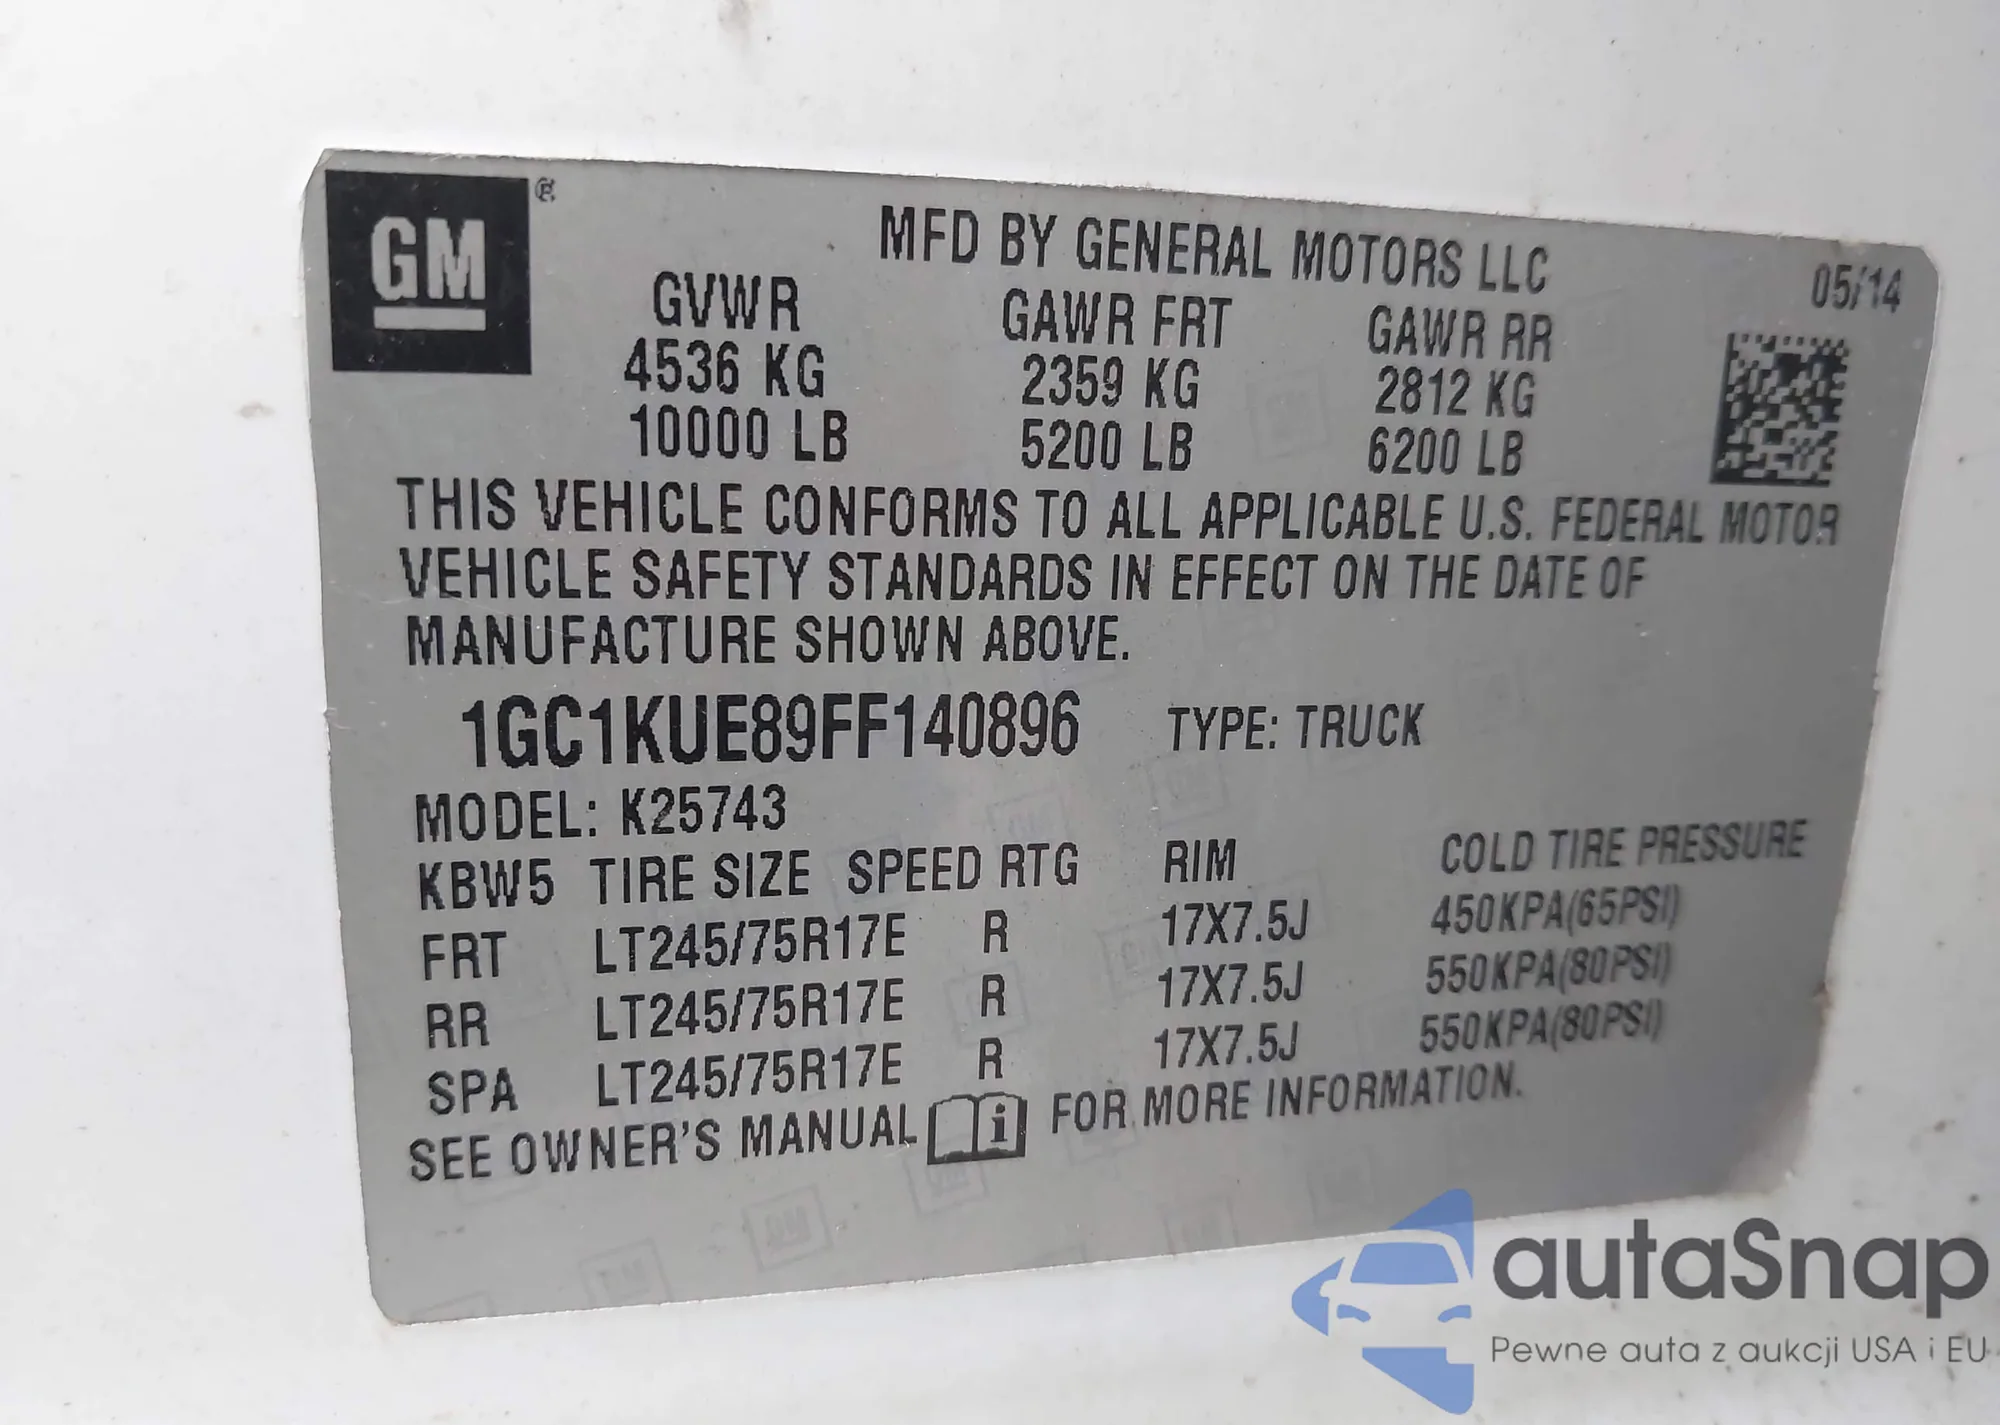 GM
MFD BY GENERAL MOTORS LLC
05/14
GVWR GAWR FRT GAWR RR
4536 KG 2359 KG 2812 KG
10000 LB 5200 LB 6200 LB
THIS VEHICLE CONFORMS TO ALL APPLICABLE U.S. FEDERAL MOTOR
VEHICLE SAFETY STANDARDS IN EFFECT ON THE DATE OF
MANUFACTURE SHOWN ABOVE.
1GC1KUE89FF140896 TYPE: TRUCK
MODEL: K25743
KBW5 TIRE SIZE SPEED RTG RIM COLD TIRE PRESSURE
FRT LT245/75R17E R 17X7.5J 450KPA(65PSI)
RR LT245/75R17E R 17X7.5J 550KPA(80PSI)
SPA LT245/75R17E R 17X7.5J 550KPA(80PSI)
SEE OWNER'S MANUAL i FOR MORE INFORMATION.
autaSnap
Pewne auta z aukcji USA i EU